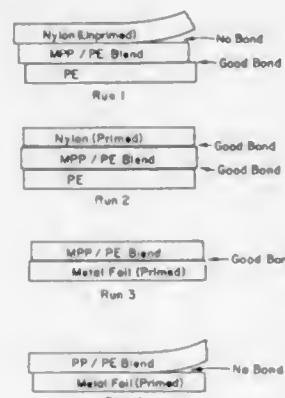 Nylon (Unprimed)
No Bond
MPP / PE Blend
Good Bond
PE
Run 1
Nylon (Primed)
Good Bond
MPP / PE Blend
Good Bond
PE
Run 2
MPP / PE Blend
Good Bond
Metal Foil (Primed)
Run 3
PP / PE Blend
No Bond
Metal Foil (Primed)